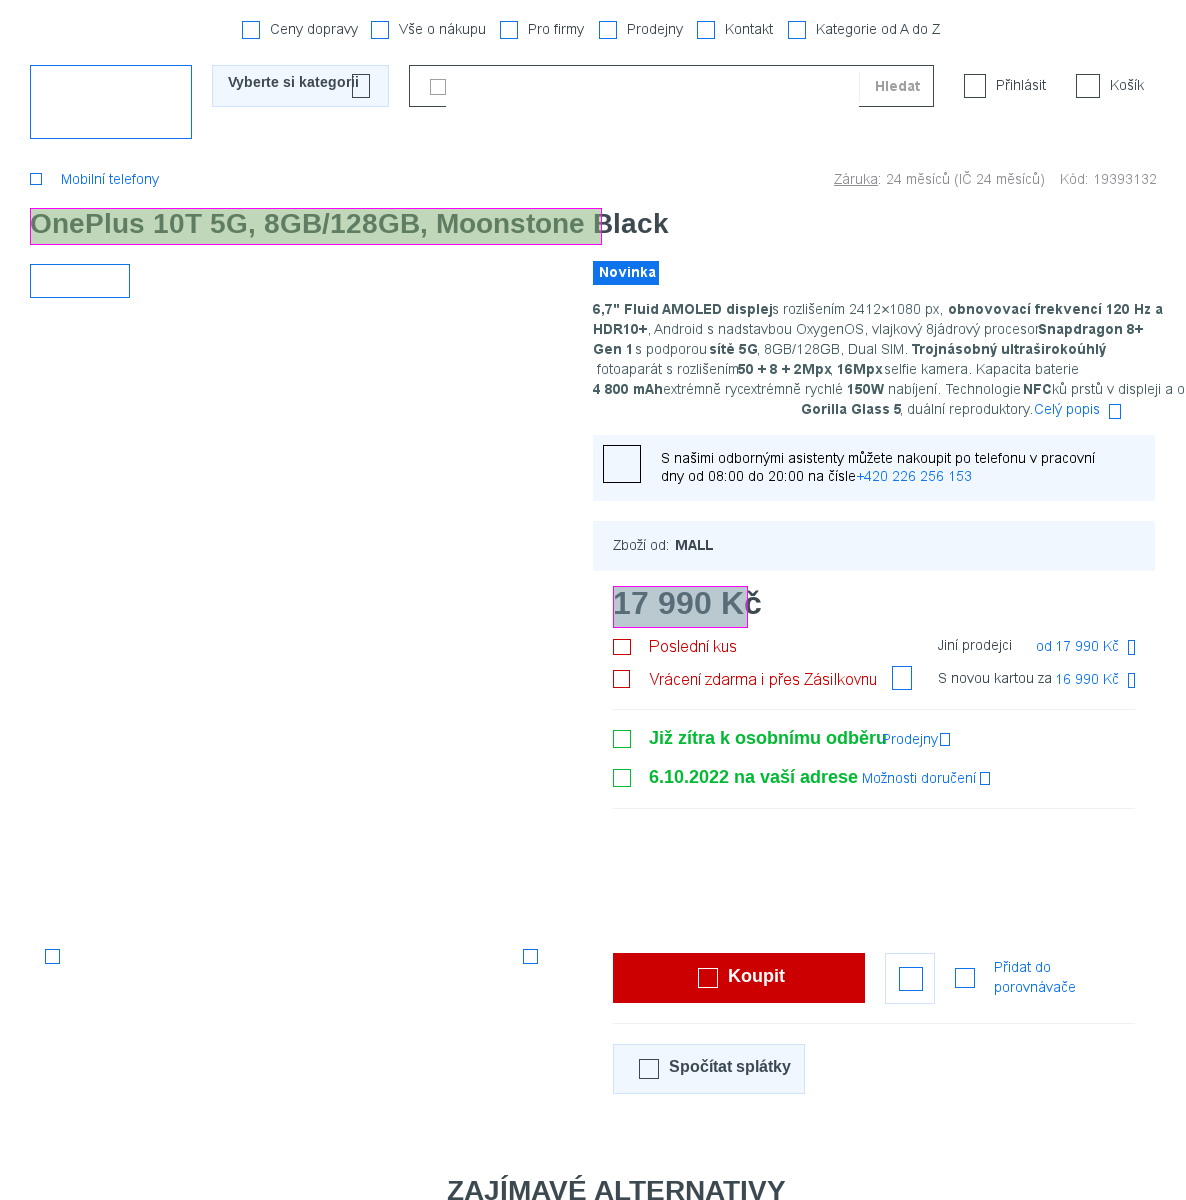 Ceny dopravy Vše o nákupu Pro firmy Prodejny Kontakt Kategorie od A do Z
Vyberte si kategorii Hledat Přihlásit Košík
Mobilní telefony Záruka: 24 měsíců (IČ 24 měsíců) Kód: 19393132
OnePlus 10T 5G, 8GB/128GB, Moonstone Black
Novinka
6,7" Fluid AMOLED displej s rozlišením 2412×1080 px, obnovovací frekvencí 120 Hz a
HDR10+, Android s nadstavbou OxygenOS, vlajkový 8jádrový procesor Snapdragon 8+
Gen 1 s podporou sítě 5G, 8GB/128GB, Dual SIM. Trojnásobný ultraširokoúhlý
fotoaparát s rozlišením 50 + 8 + 2Mpx, 16Mpx selfie kamera. Kapacita baterie
4 800 mAh extrémně ryc extrémně rychlé 150W nabíjení. Technologie NFC ků prstů v displeji a o
Gorilla Glass 5, duální reproduktory. Celý popis
S našimi odbornými asistenty můžete nakoupit po telefonu v pracovní
dny od 08:00 do 20:00 na čísle +420 226 256 153
Zboží od: MALL
17 990 Kč
Poslední kus Jiní prodejci od 17 990 Kč
Vrácení zdarma i přes Zásilkovnu S novou kartou za 16 990 Kč
Již zítra k osobnímu odběru Prodejny
6.10.2022 na vaší adrese Možnosti doručení
Koupit Přidat do
porovnávače
Spočítat splátky
ZAJÍMAVÉ ALTERNATIVY